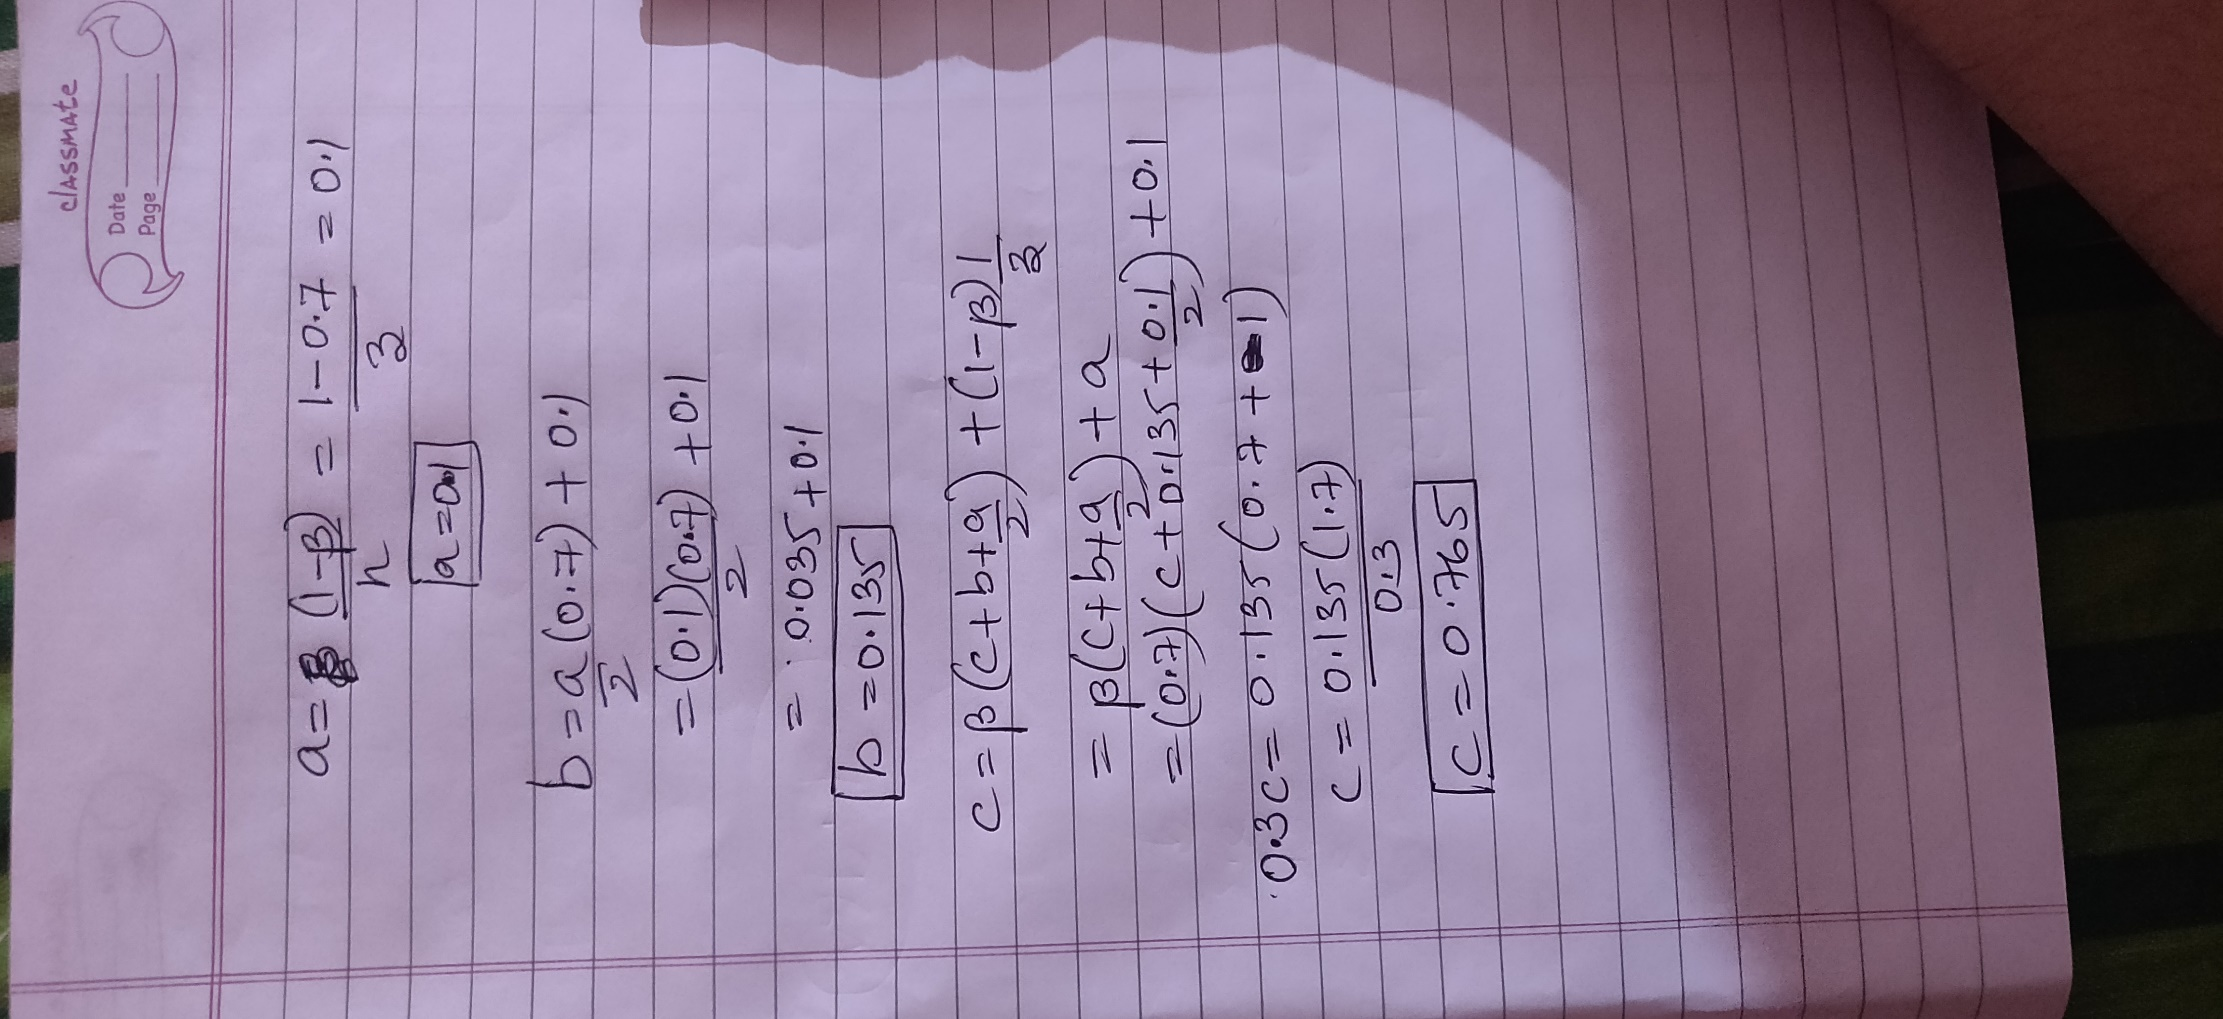 classmate
Date
Page
a = (1-β)/n = 1-0.7/3 = 0.1
a=0.1
b = a/2 (0.7) + 0.1
= (0.1)(0.7)/2 + 0.1
= 0.035 + 0.1
b = 0.135
c = β(c+b+a/2) + (1-β)1/3
= β(c+b+a/2) + a
= (0.7)(c+0.135+0.1/2) + 0.1
0.3c = 0.135(0.7+1)
c = 0.135(1.7)/0.3
c = 0.765